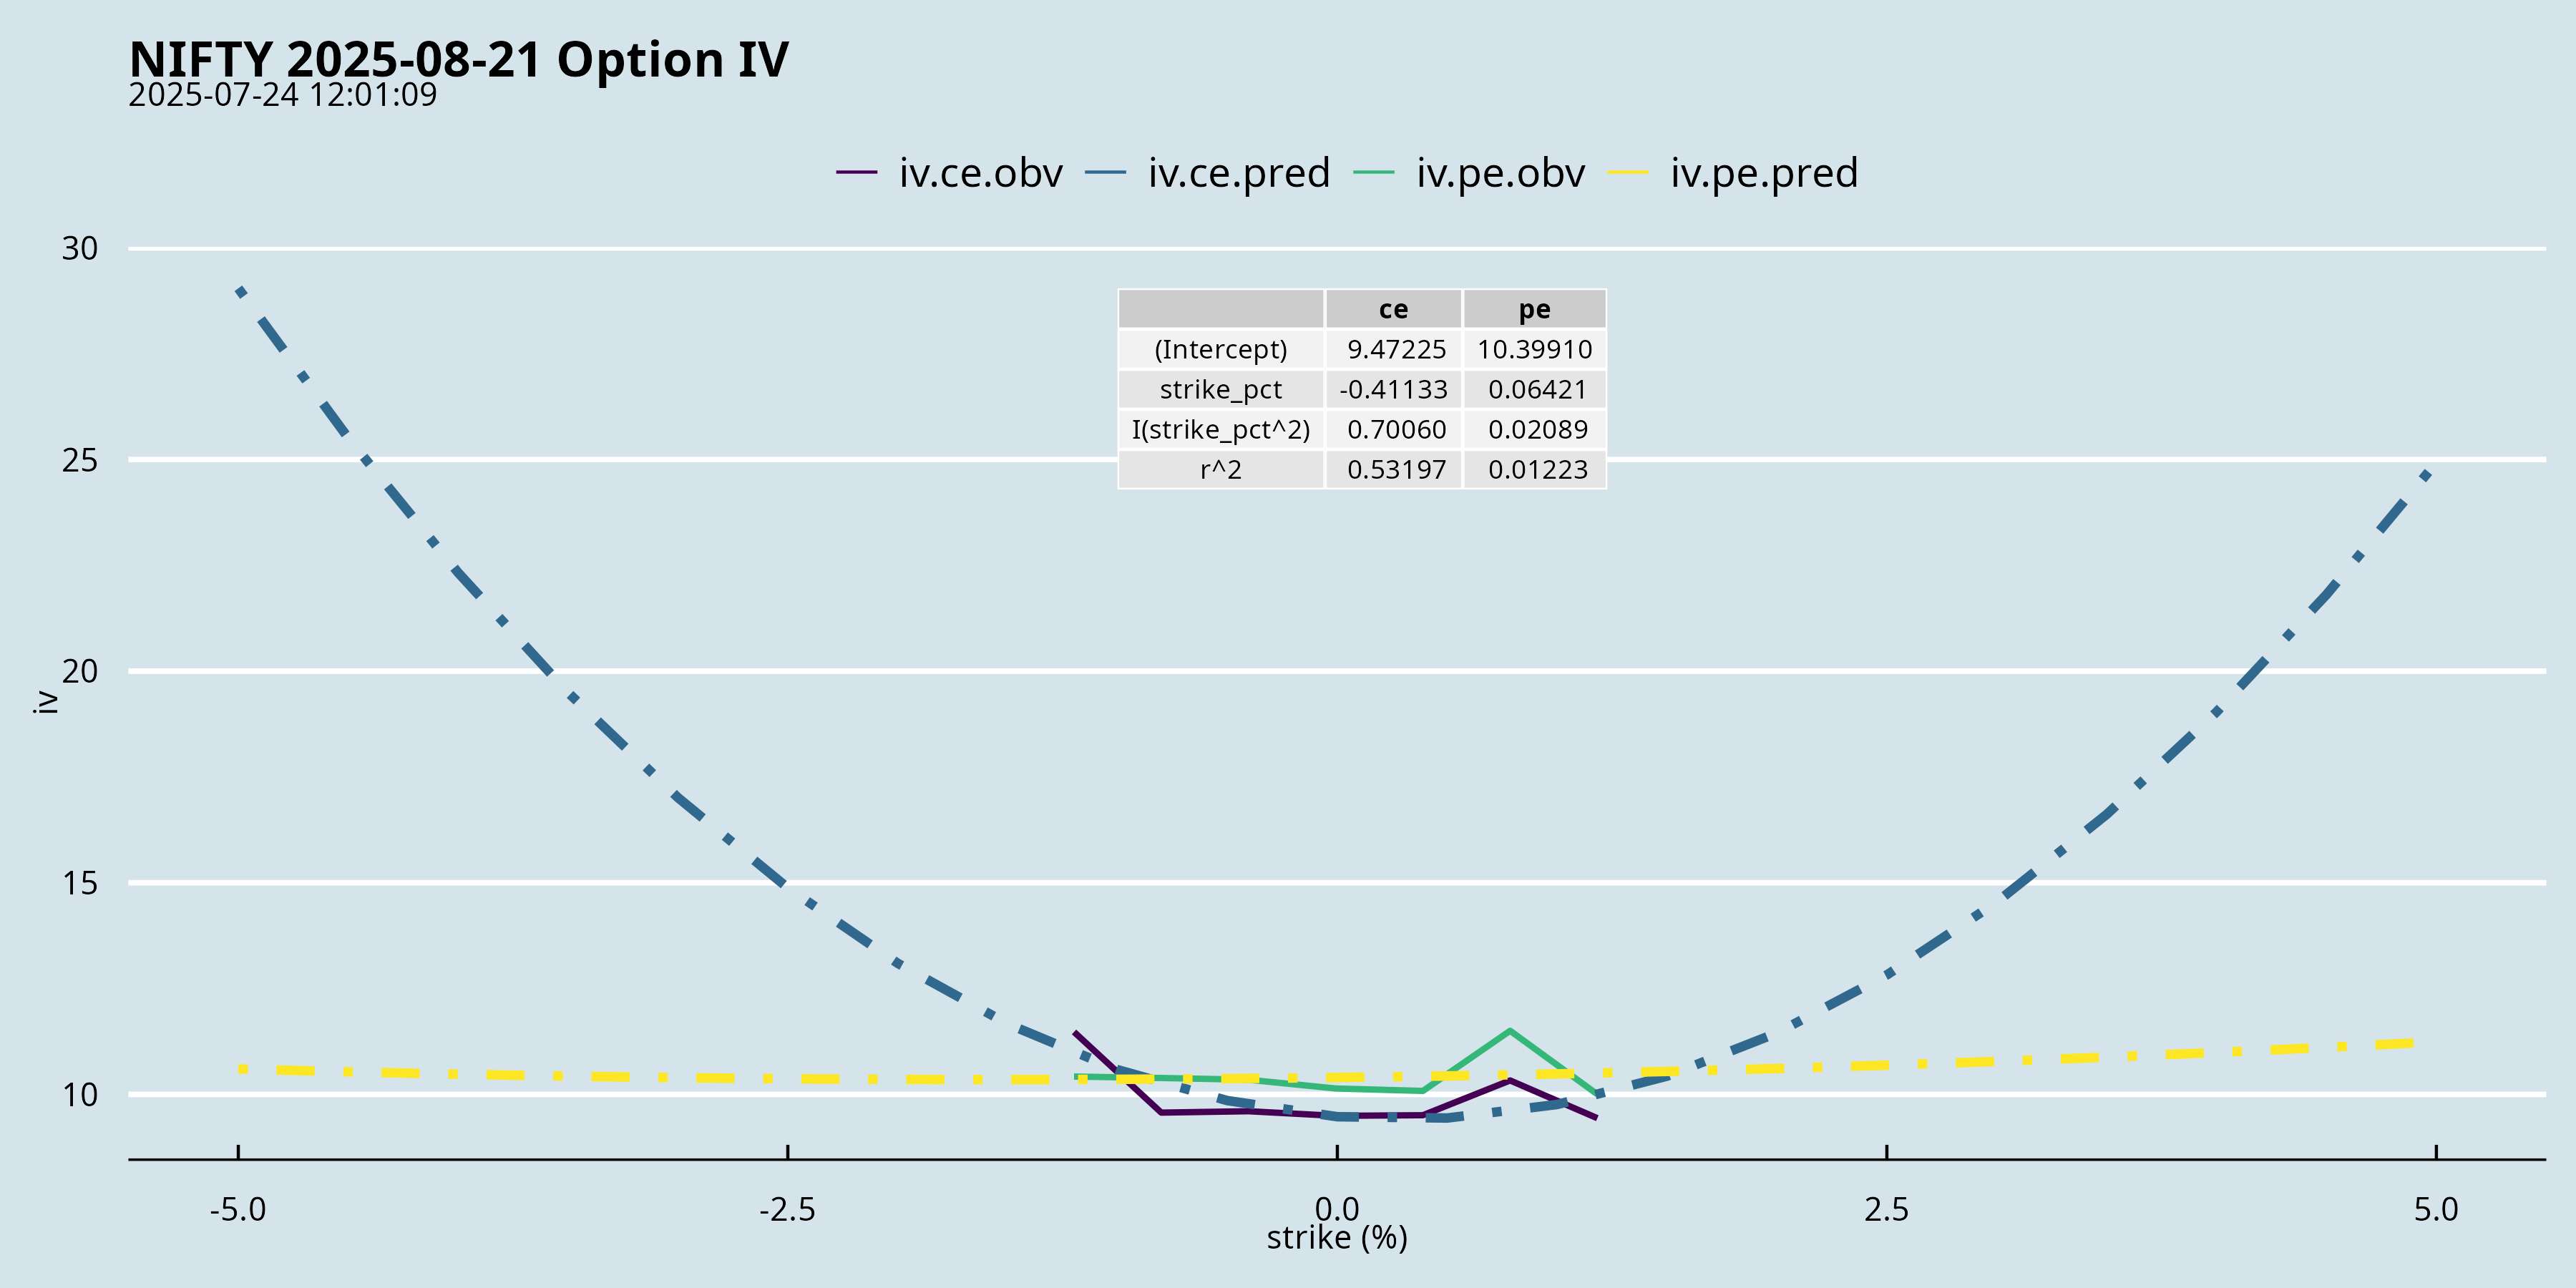 NIFTY 2025-08-21 Option IV
2025-07-24 12:01:09
iv.ce.obv iv.ce.pred iv.pe.obv iv.pe.pred
30
25
20
15
10
iv
ce pe
(Intercept) 9.47225 10.39910
strike_pct -0.41133 0.06421
I(strike_pct^2) 0.70060 0.02089
r^2 0.53197 0.01223
-5.0 -2.5 0.0 2.5 5.0
strike (%)